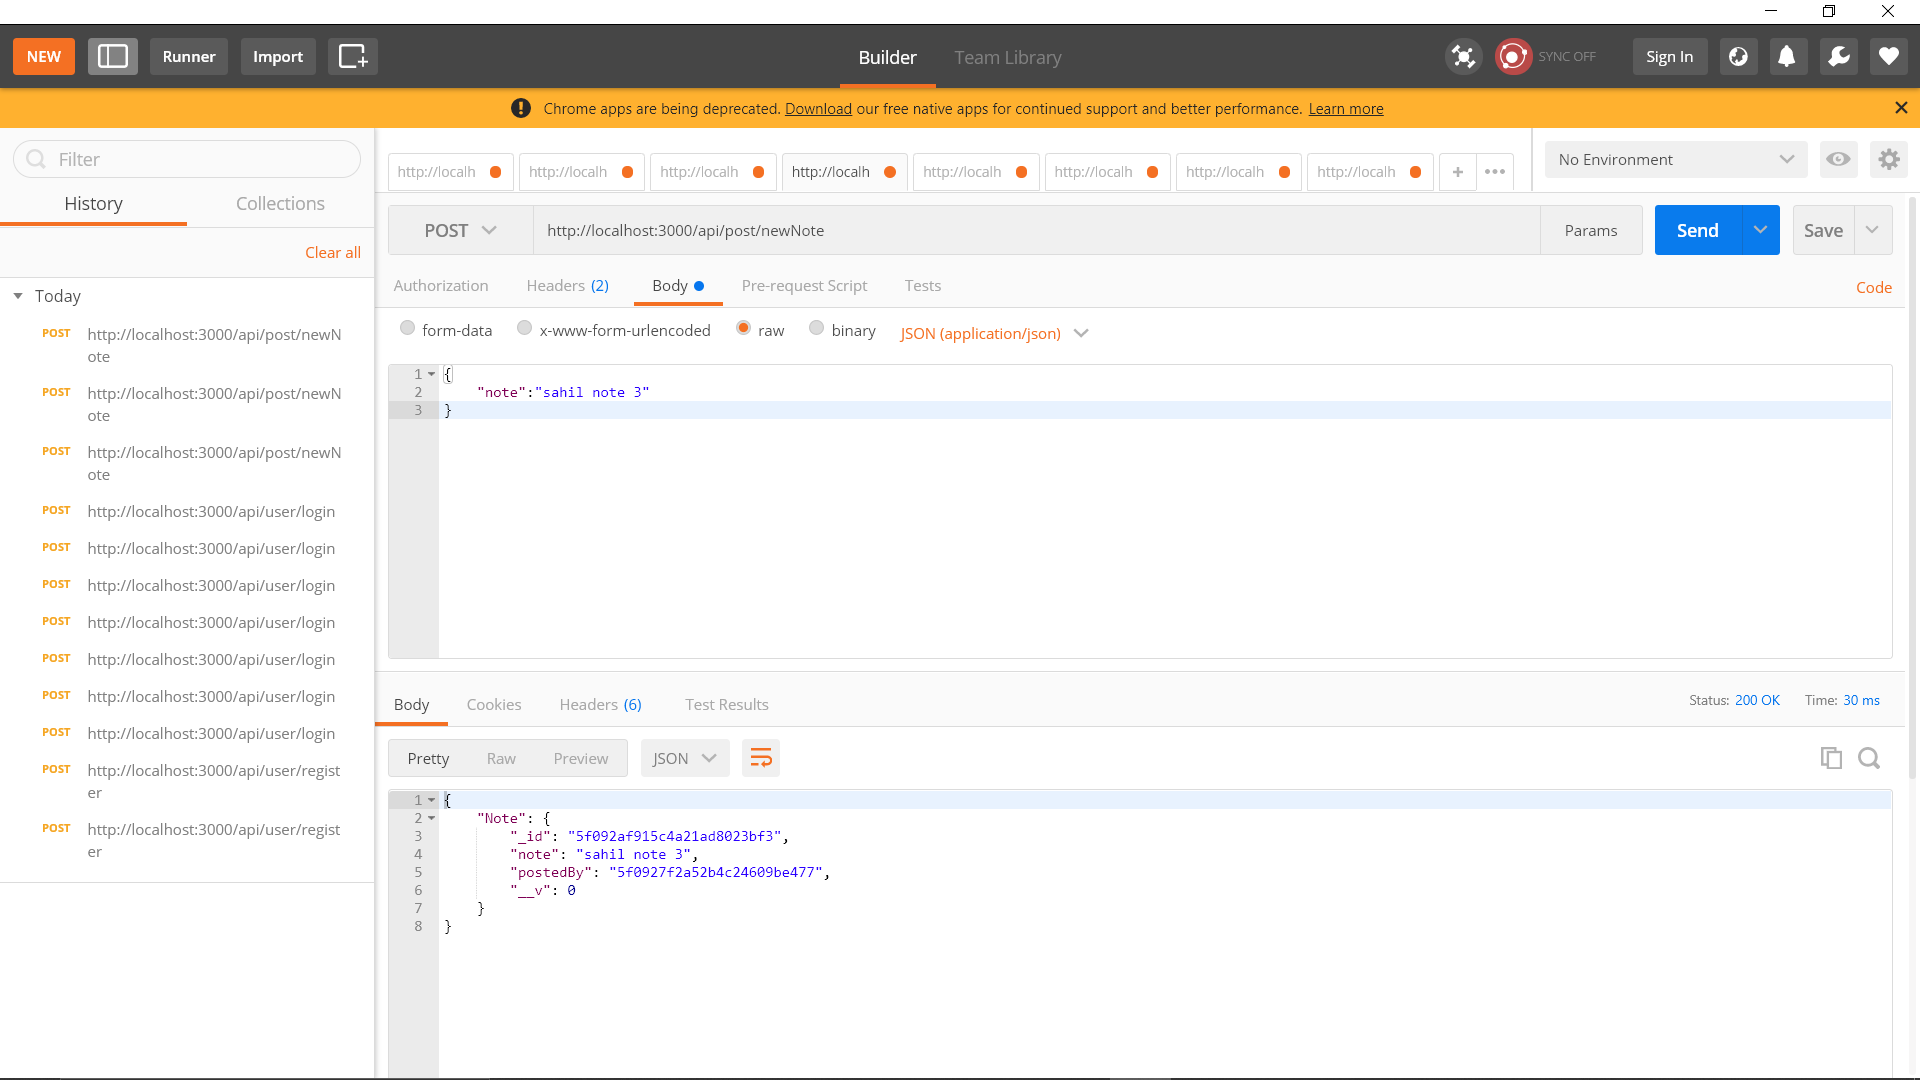 NEW
Runner
Import
Builder
Team Library
SYNC OFF
Sign In
Chrome apps are being deprecated. Download our free native apps for continued support and better performance. Learn more
Filter
History
Collections
Clear all
Today
POST http://localhost:3000/api/post/newN
ote
POST http://localhost:3000/api/post/newN
ote
POST http://localhost:3000/api/post/newN
ote
POST http://localhost:3000/api/user/login
POST http://localhost:3000/api/user/login
POST http://localhost:3000/api/user/login
POST http://localhost:3000/api/user/login
POST http://localhost:3000/api/user/login
POST http://localhost:3000/api/user/login
POST http://localhost:3000/api/user/login
POST http://localhost:3000/api/user/regist
er
POST http://localhost:3000/api/user/regist
er
http://localh
http://localh
http://localh
http://localh
http://localh
http://localh
http://localh
http://localh
No Environment
POST
http://localhost:3000/api/post/newNote
Params
Send
Save
Authorization
Headers (2)
Body
Pre-request Script
Tests
Code
form-data
x-www-form-urlencoded
raw
binary
JSON (application/json)
1 {
2 "note":"sahil note 3"
3 }
Body
Cookies
Headers (6)
Test Results
Status: 200 OK
Time: 30 ms
Pretty
Raw
Preview
JSON
1 {
2 "Note": {
3 "_id": "5f092af915c4a21ad8023bf3",
4 "note": "sahil note 3",
5 "postedBy": "5f0927f2a52b4c24609be477",
6 "__v": 0
7 }
8 }